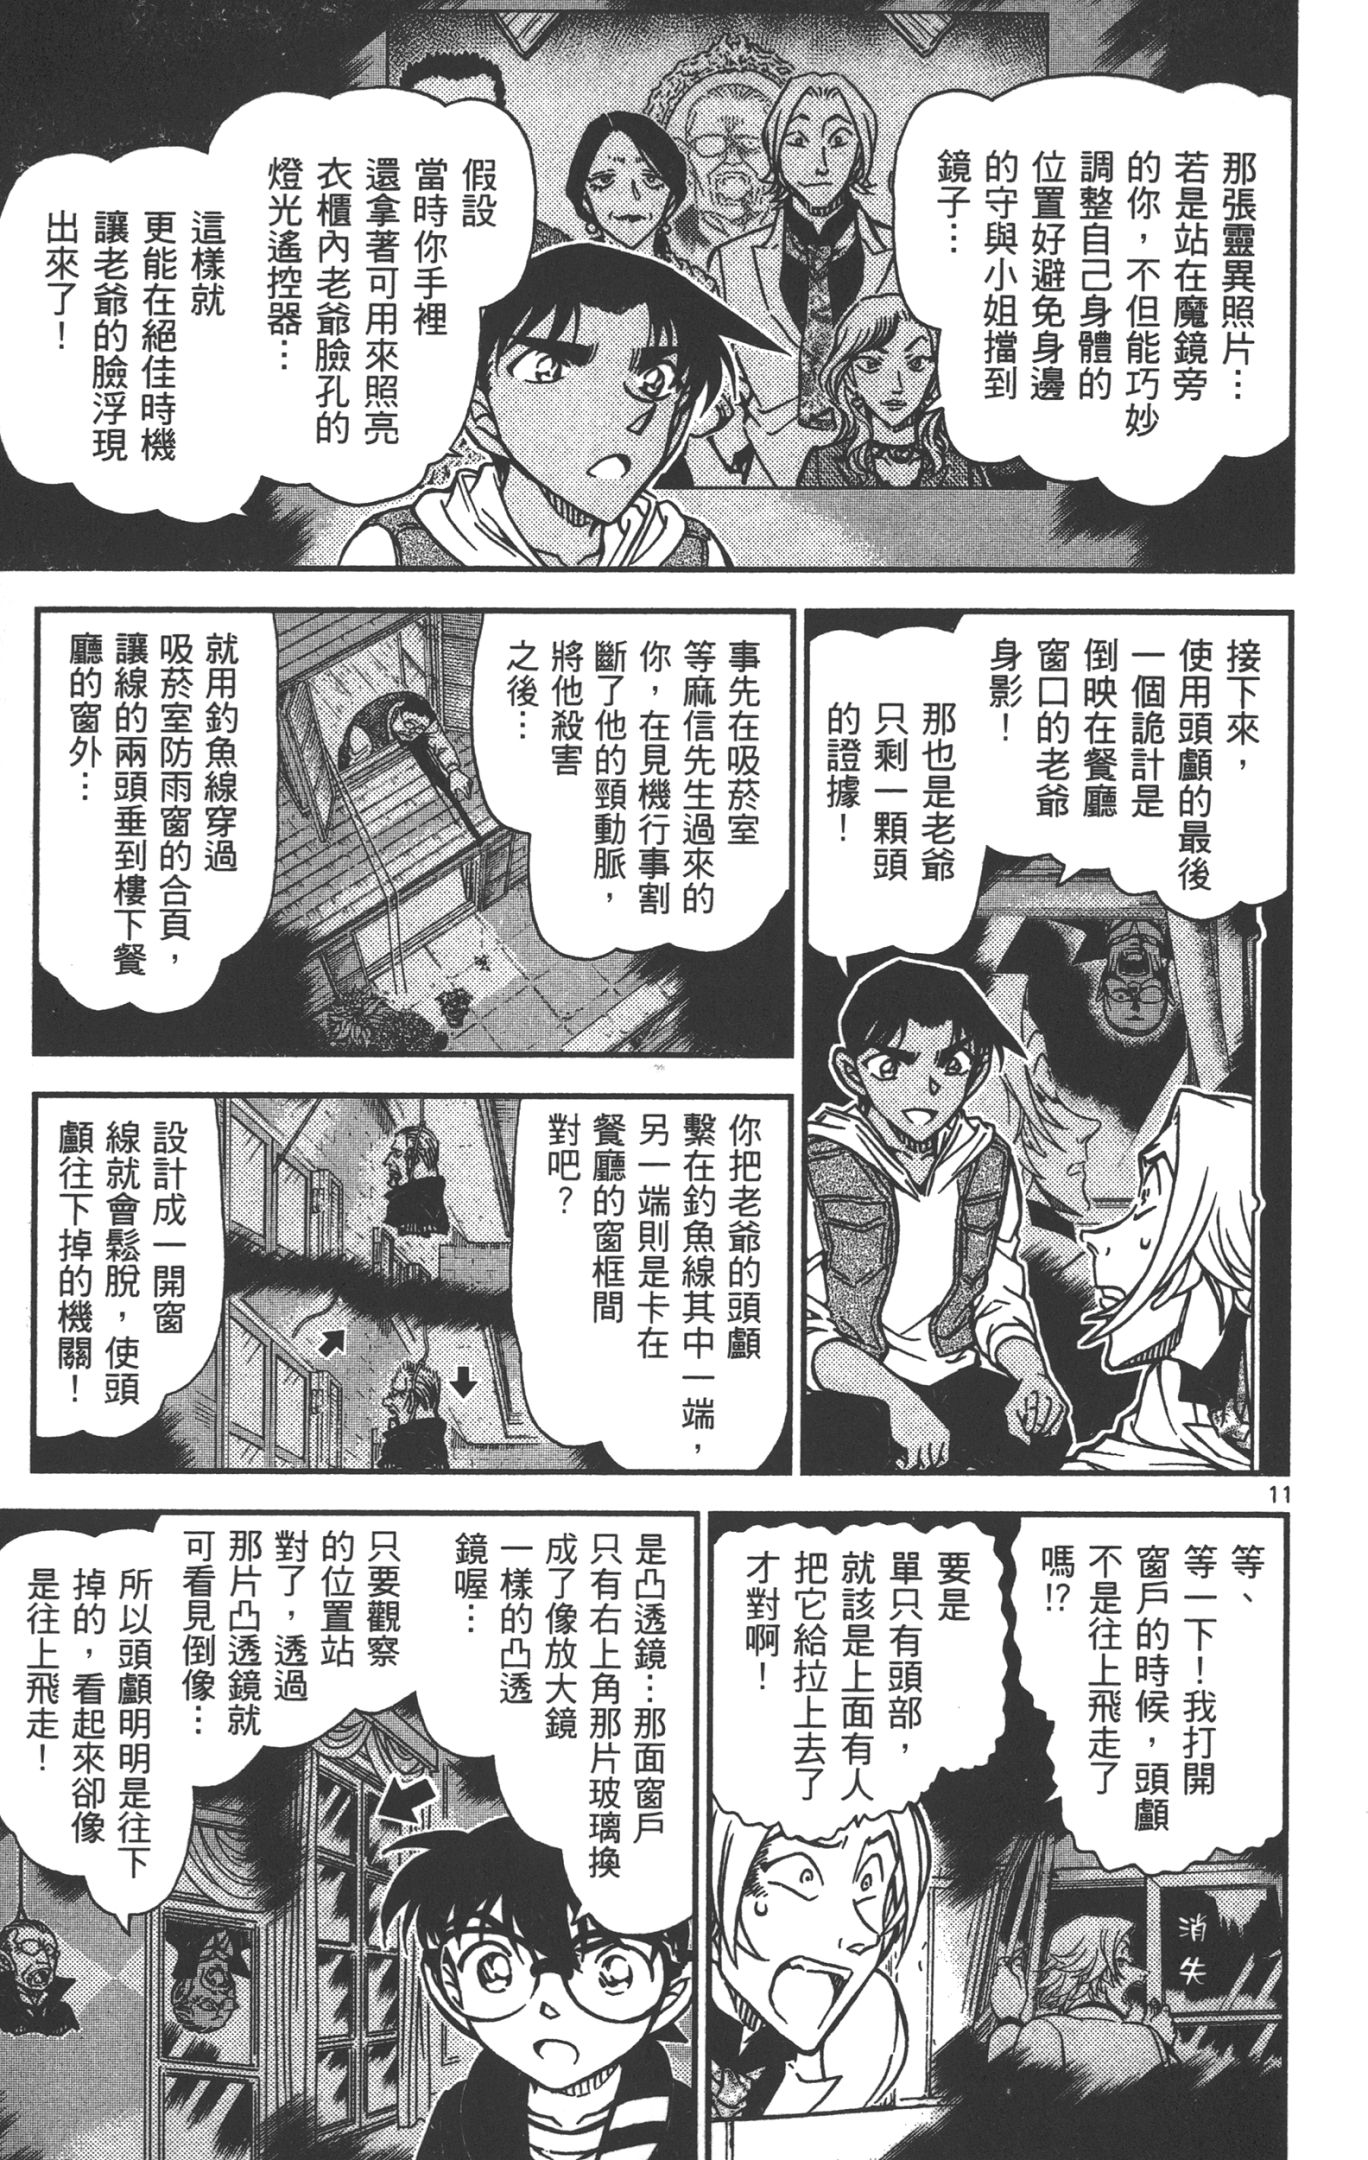 那張靈異照片…
若是站在魔鏡旁
的你，不但能巧妙
調整自己身體的
位置好避免身邊
的守與小姐擋到
鏡子…
假設
當時你手裡
還拿著可用來照亮
衣櫃內老爺臉孔的
燈光遙控器…
這樣就
更能在絕佳時機
讓老爺的臉浮現
出來了！
接下來，
使用頭顱的最後
一個詭計是
倒映在餐廳
窗口的老爺
身影！
那也是老爺
只剩一顆頭
的證據！
事先在吸菸室
等麻信先生過來的
你，在見機行事割
斷了他的頸動脈，
將他殺害
之後…
就用釣魚線穿過
吸菸室防雨窗的合頁，
讓線的兩頭垂到樓下餐
廳的窗外…
你把老爺的頭顱
繫在釣魚線其中一端，
另一端則是卡在
餐廳的窗框間
對吧？
設計成一開窗
線就會鬆脫，使頭
顱往下掉的機關！
11
等、
等一下！我打開
窗戶的時候，頭顱
不是往上飛走了
嗎!?
消失
要是
單只有頭部，
就該是上面有人
把它給拉上去了
才對啊！
是凸透鏡…那面窗戶
只有右上角那片玻璃換
成了像放大鏡
一樣的凸透
鏡喔…
只要觀察
的位置站
對了，透過
那片凸透鏡就
可看見倒像…
所以頭顱明明是往下
掉的，看起來卻像
是往上飛走！